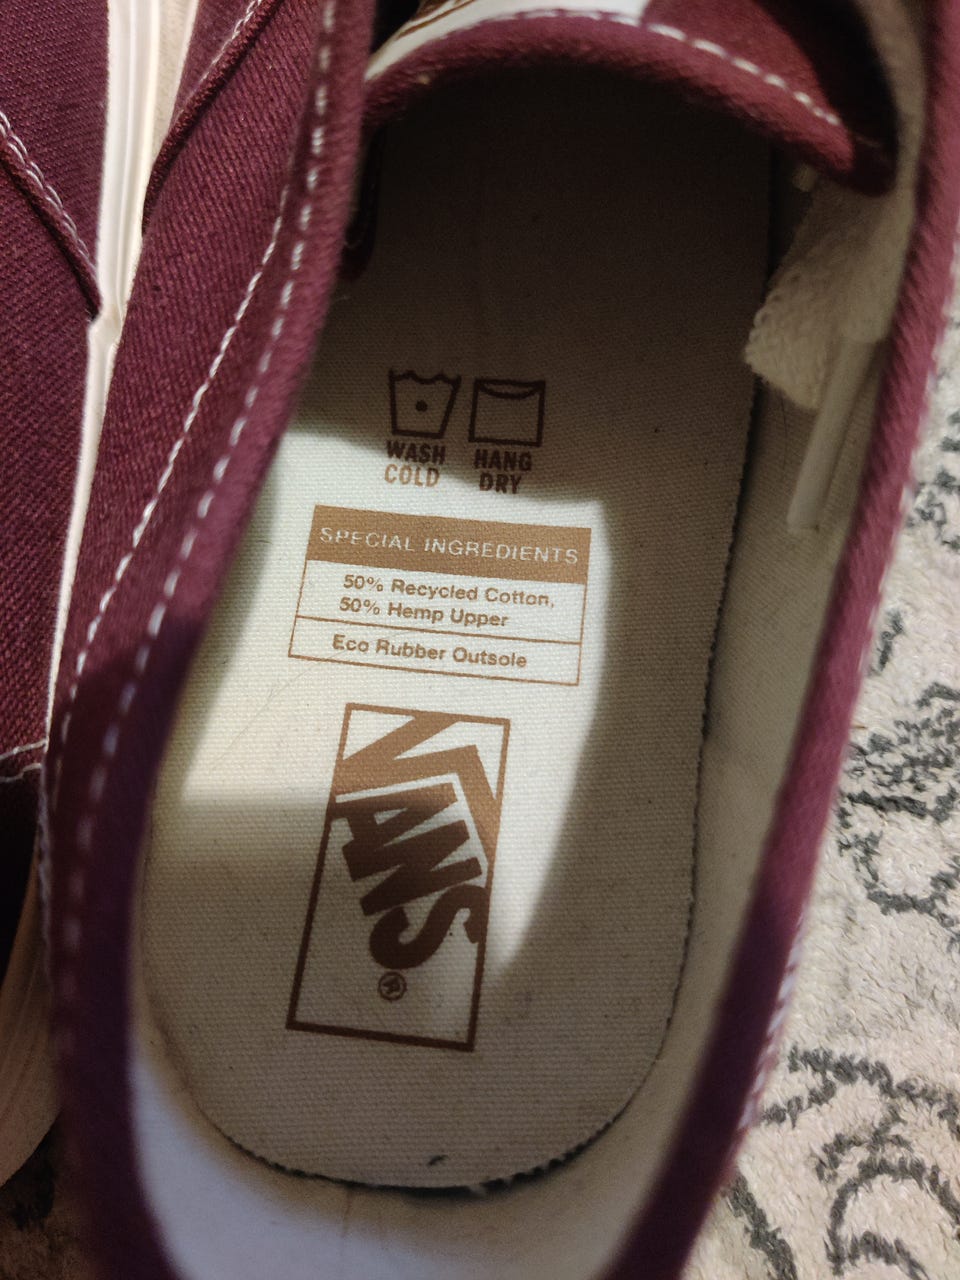 WASH
COLD
HANG
DRY
SPECIAL INGREDIENTS
50% Recycled Cotton,
50% Hemp Upper
Eco Rubber Outsole
VANS
®